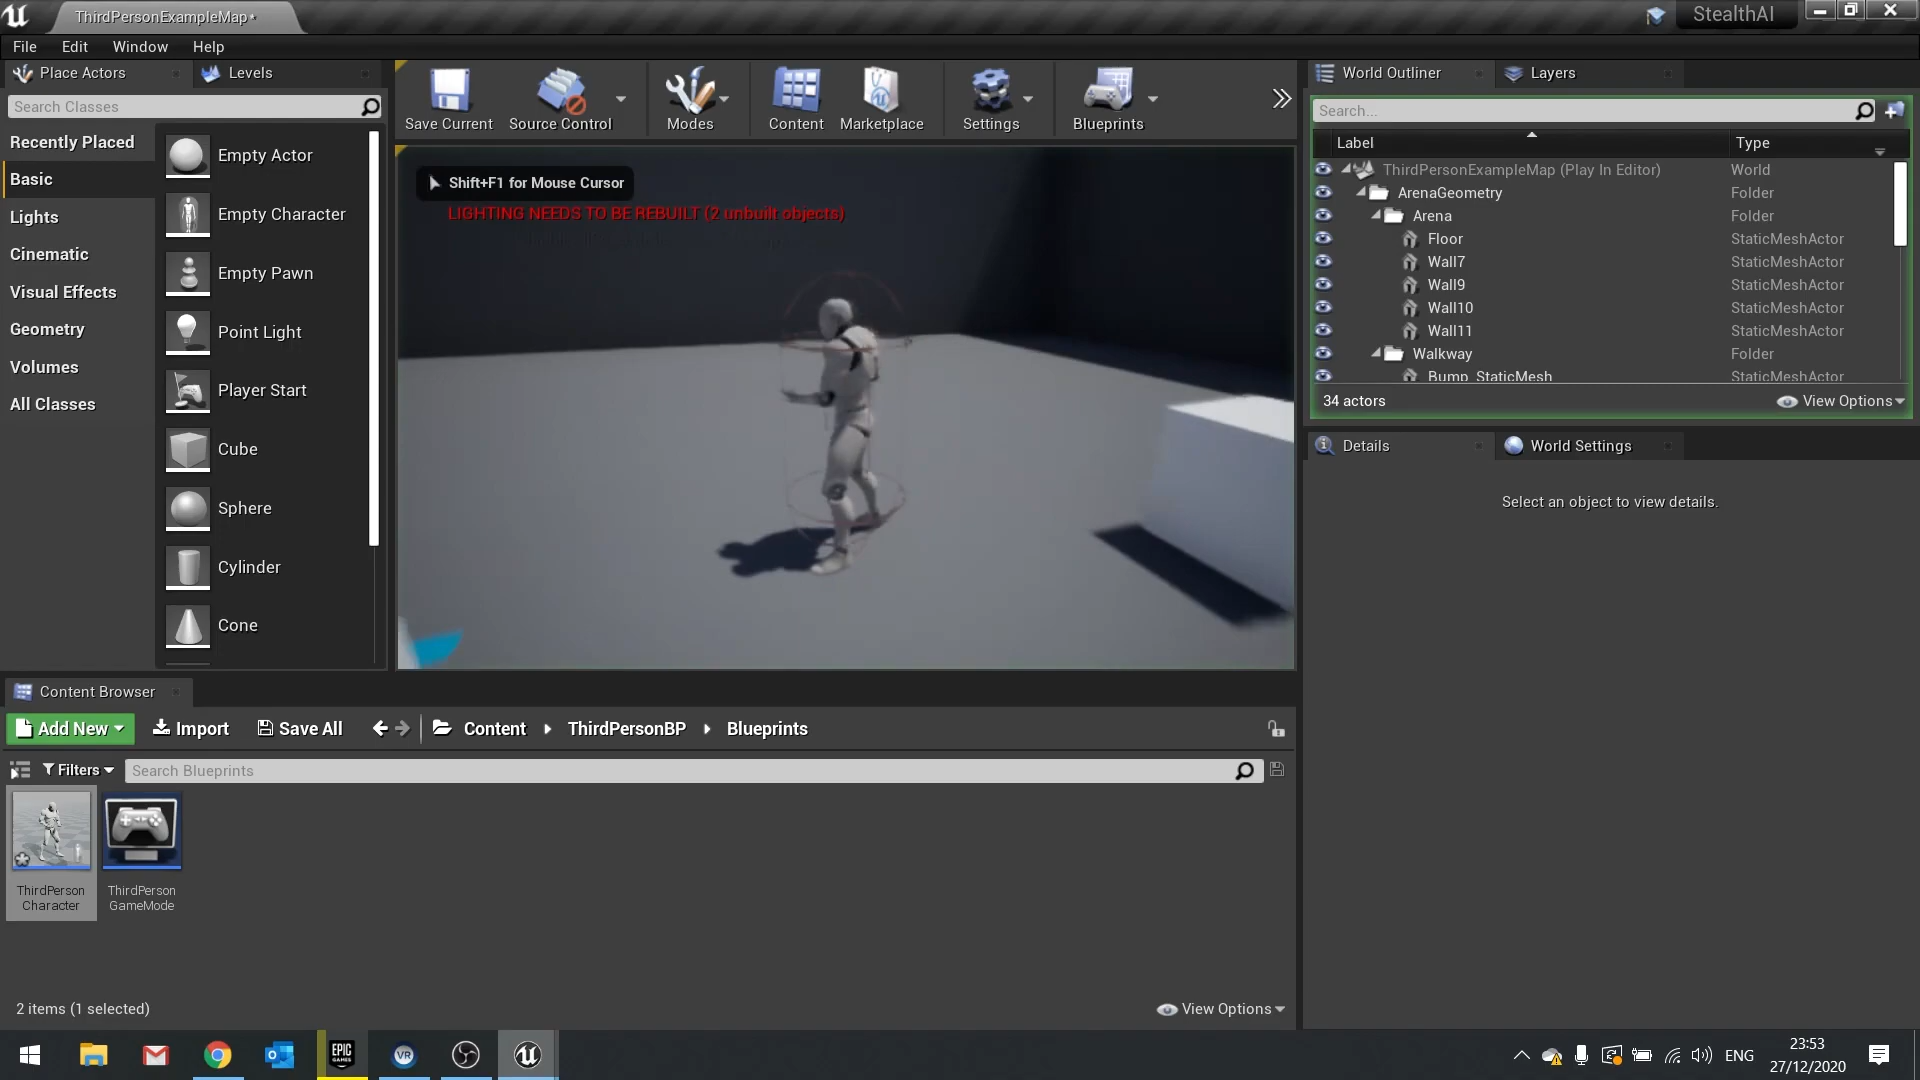 ThirdPersonExampleMap*
StealthAI
File Edit Window Help
Place Actors
Levels
Search Classes
Recently Placed
Basic
Lights
Cinematic
Visual Effects
Geometry
Volumes
All Classes
Empty Actor
Empty Character
Empty Pawn
Point Light
Player Start
Cube
Sphere
Cylinder
Cone
Save Current
Source Control
Modes
Content
Marketplace
Settings
Blueprints
Shift+F1 for Mouse Cursor
LIGHTING NEEDS TO BE REBUILT (2 unbuilt objects)
World Outliner
Layers
Search...
Label Type
ThirdPersonExampleMap (Play In Editor) World
ArenaGeometry Folder
Arena Folder
Floor StaticMeshActor
Wall7 StaticMeshActor
Wall9 StaticMeshActor
Wall10 StaticMeshActor
Wall11 StaticMeshActor
Walkway Folder
Bump_StaticMesh StaticMeshActor
34 actors
View Options
Details
World Settings
Select an object to view details.
Content Browser
Add New
Import
Save All
Content
ThirdPersonBP
Blueprints
Filters
Search Blueprints
ThirdPerson
Character
ThirdPerson
GameMode
2 items (1 selected)
View Options
EPIC
GAMES
VR
ENG
23:53
27/12/2020